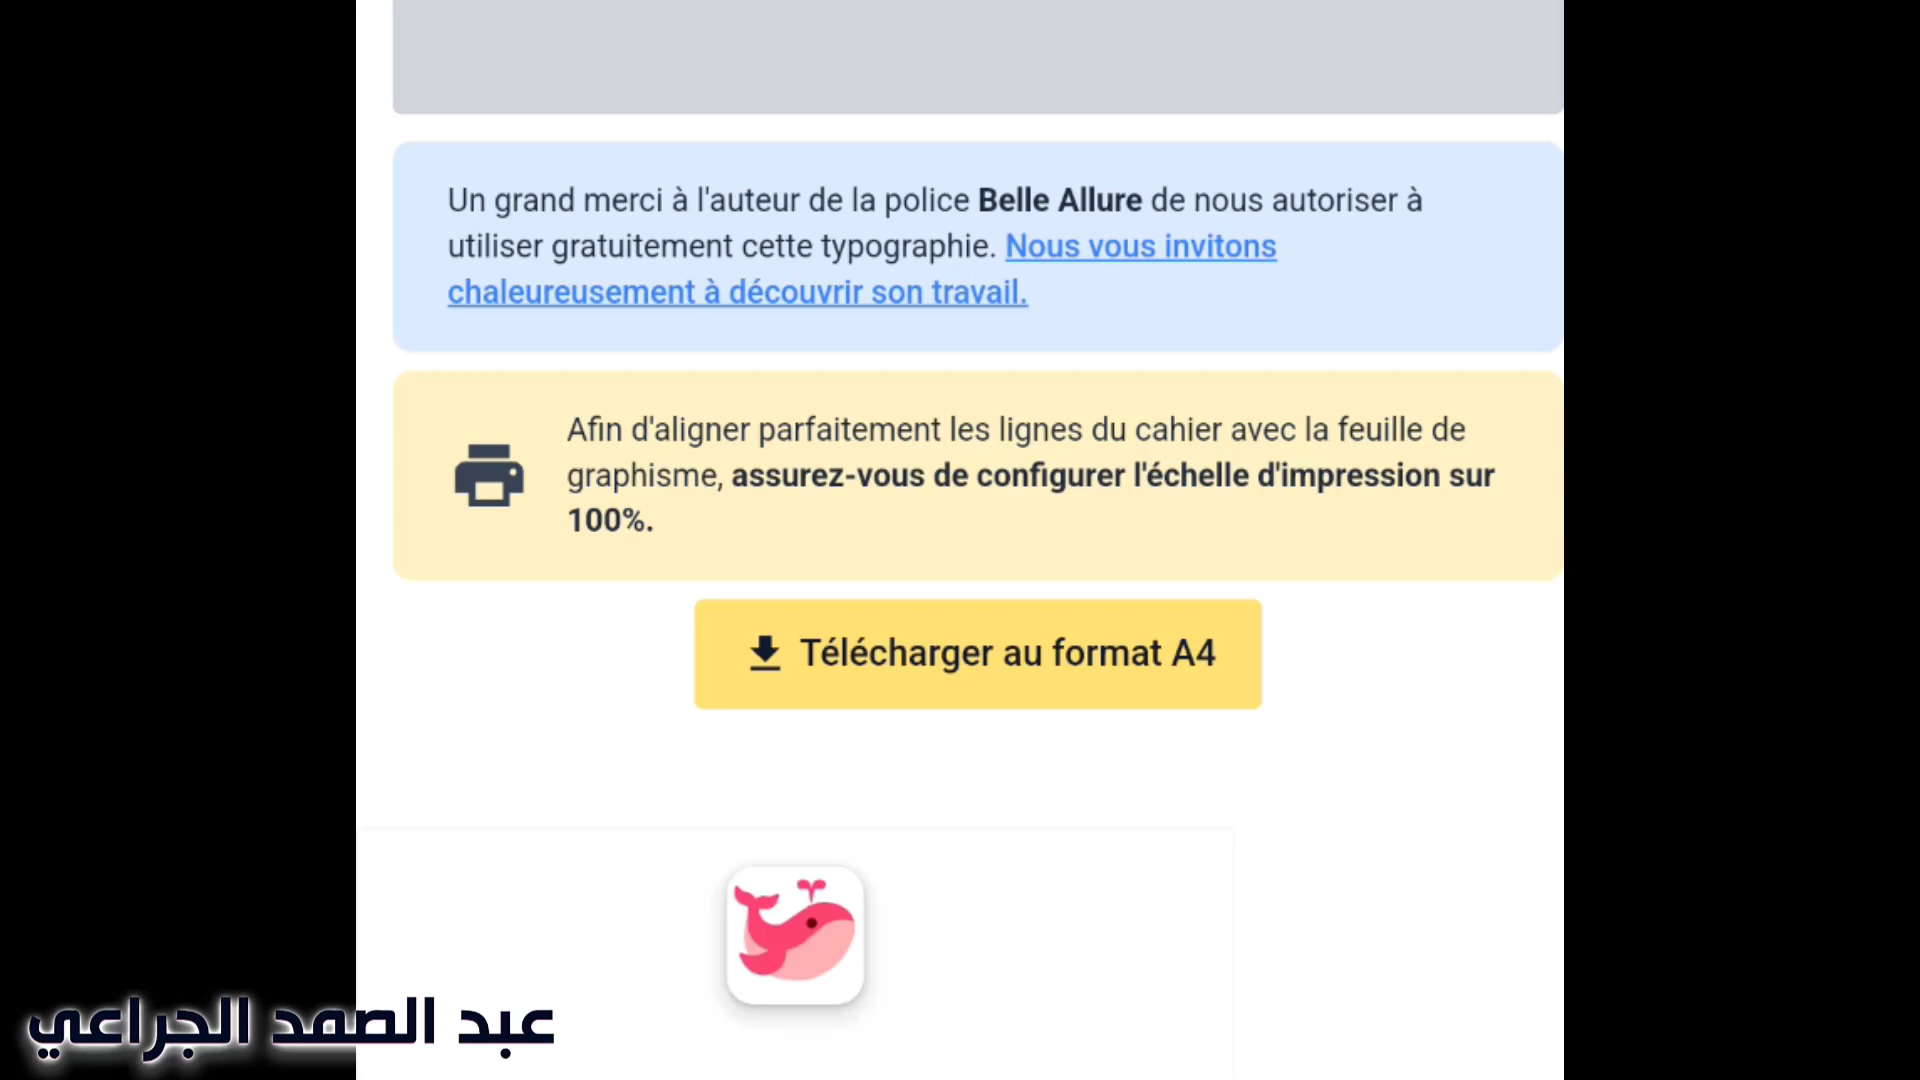 Un grand merci à l'auteur de la police Belle Allure de nous autoriser à
utiliser gratuitement cette typographie. Nous vous invitons
chaleureusement à découvrir son travail.
Afin d'aligner parfaitement les lignes du cahier avec la feuille de
graphisme, assurez-vous de configurer l'échelle d'impression sur
100%.
Télécharger au format A4
عبد الصمد الجراعي